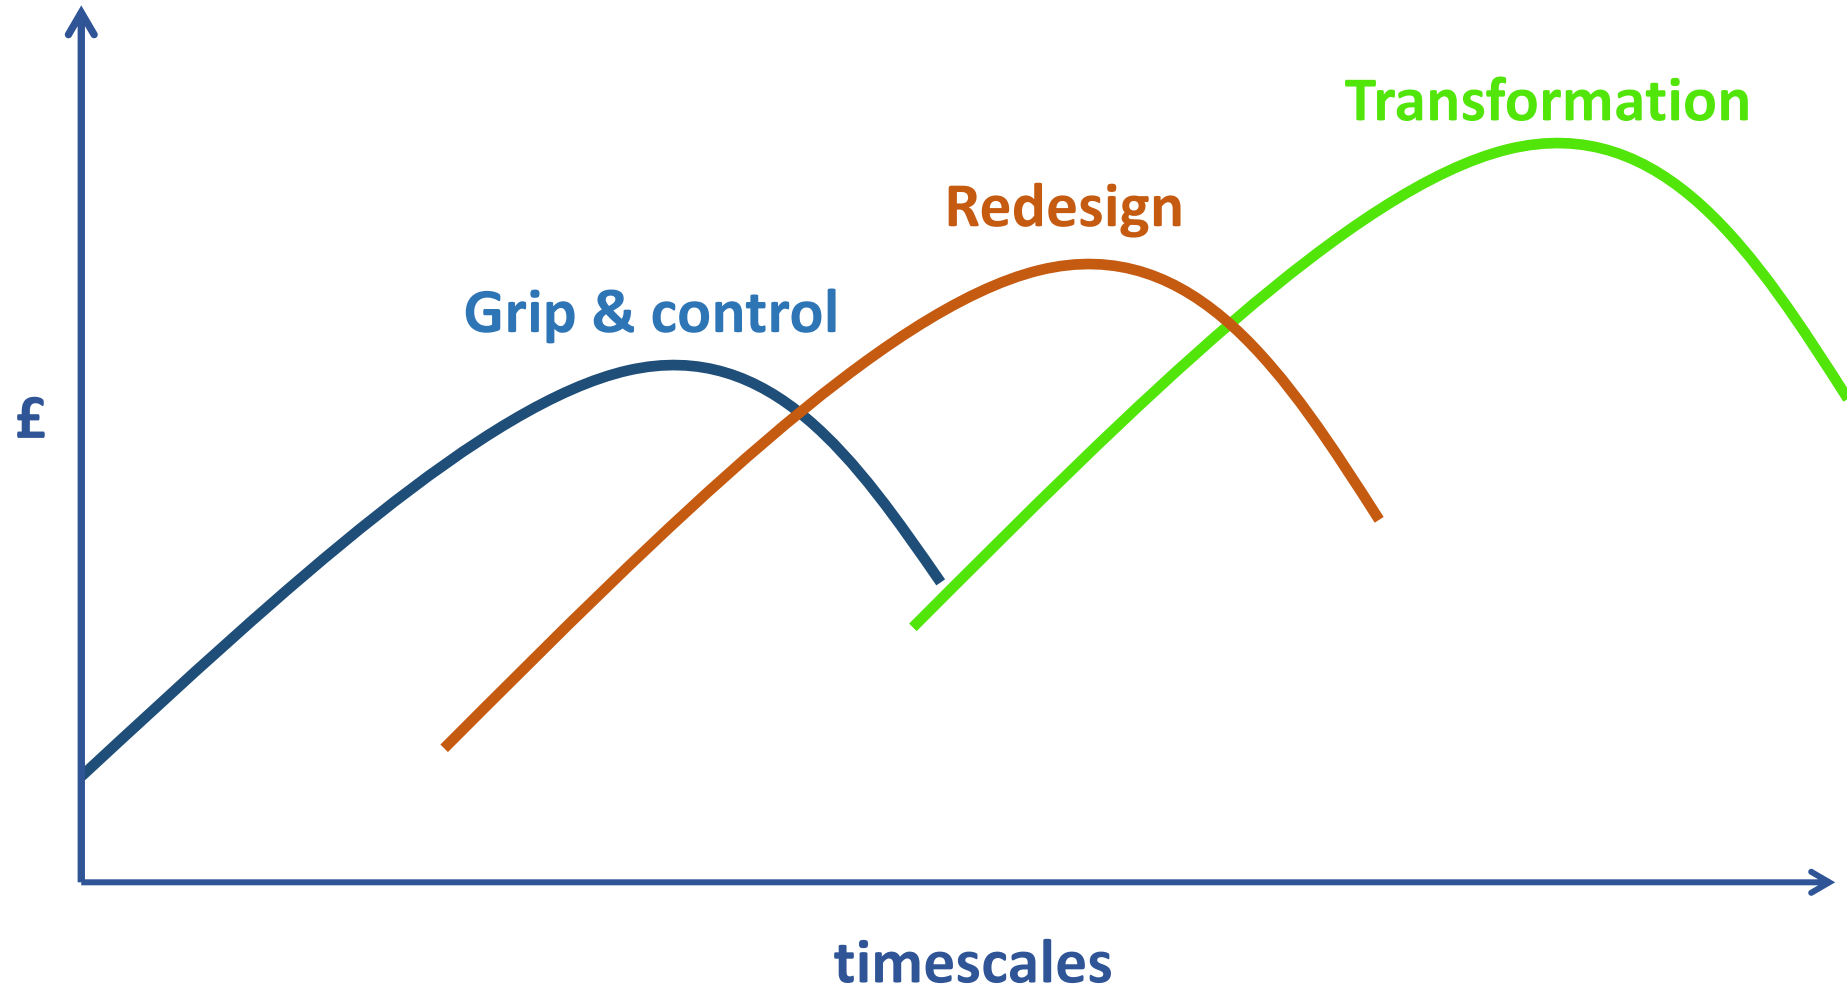 Transformation
Redesign
Grip & control
£
timescales